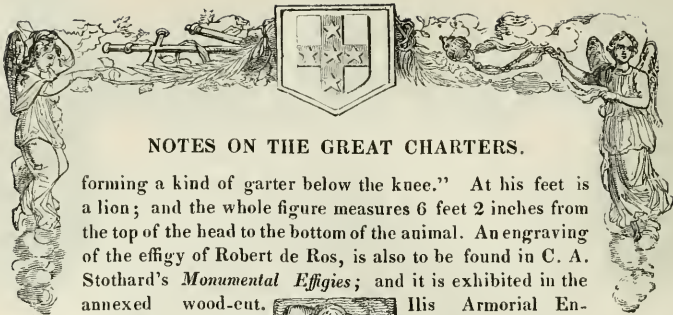 NOTES ON THE GREAT CHARTERS.
forming a kind of garter below the knee." At his feet is
a lion; and the whole figure measures 6 feet 2 inches from
the top of the head to the bottom of the animal. An engraving
of the effigy of Robert de Ros, is also to be found in C. A.
Stothard's Monumental Effigies; and it is exhibited in the
annexed wood-cut. His Armorial En-